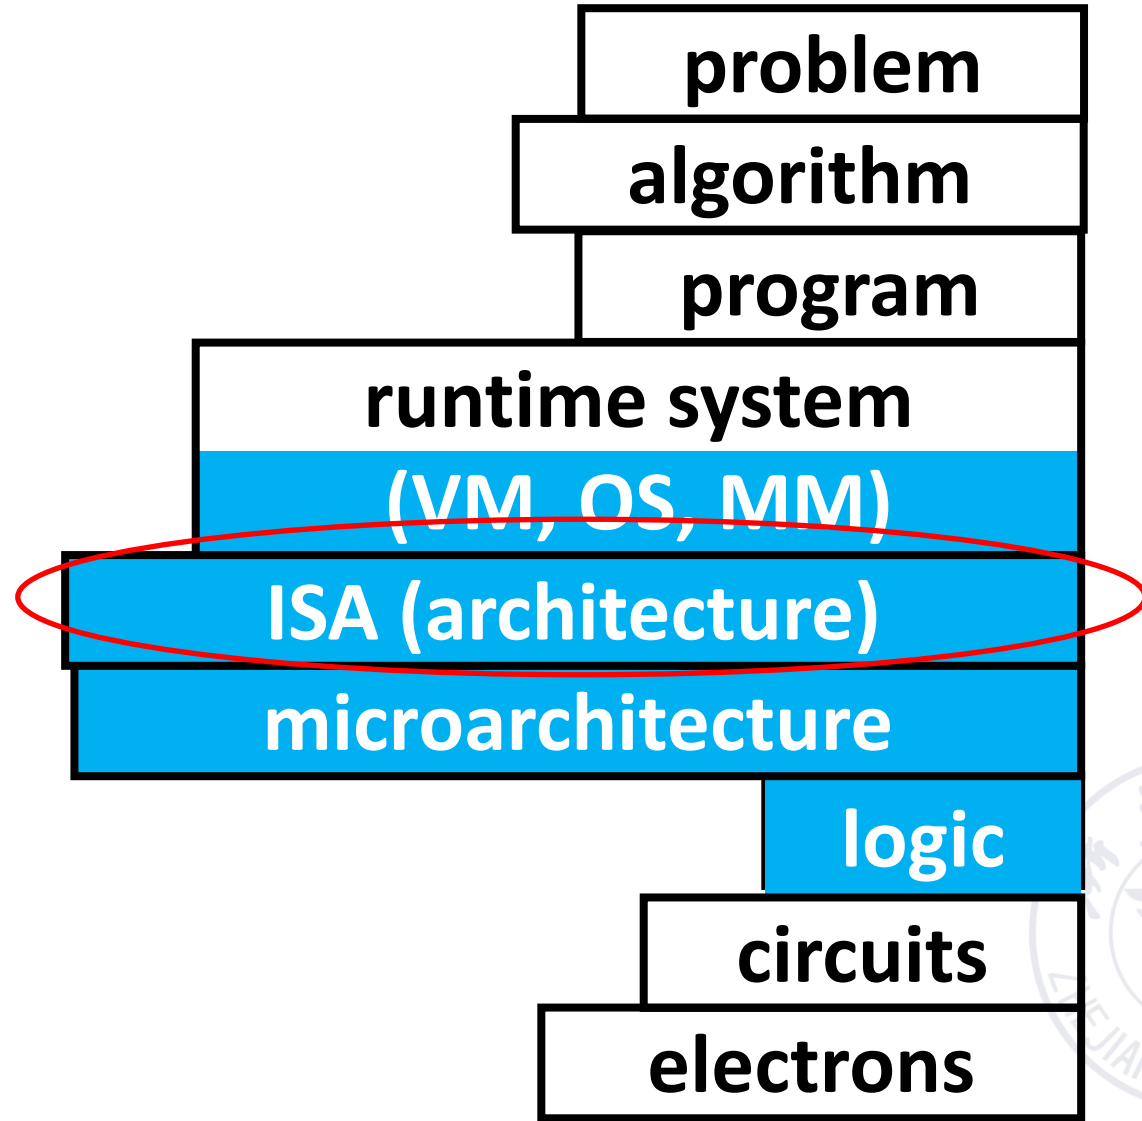 problem
algorithm
program
runtime system
(VM, OS, MM)
ISA (architecture)
microarchitecture
logic
circuits
electrons